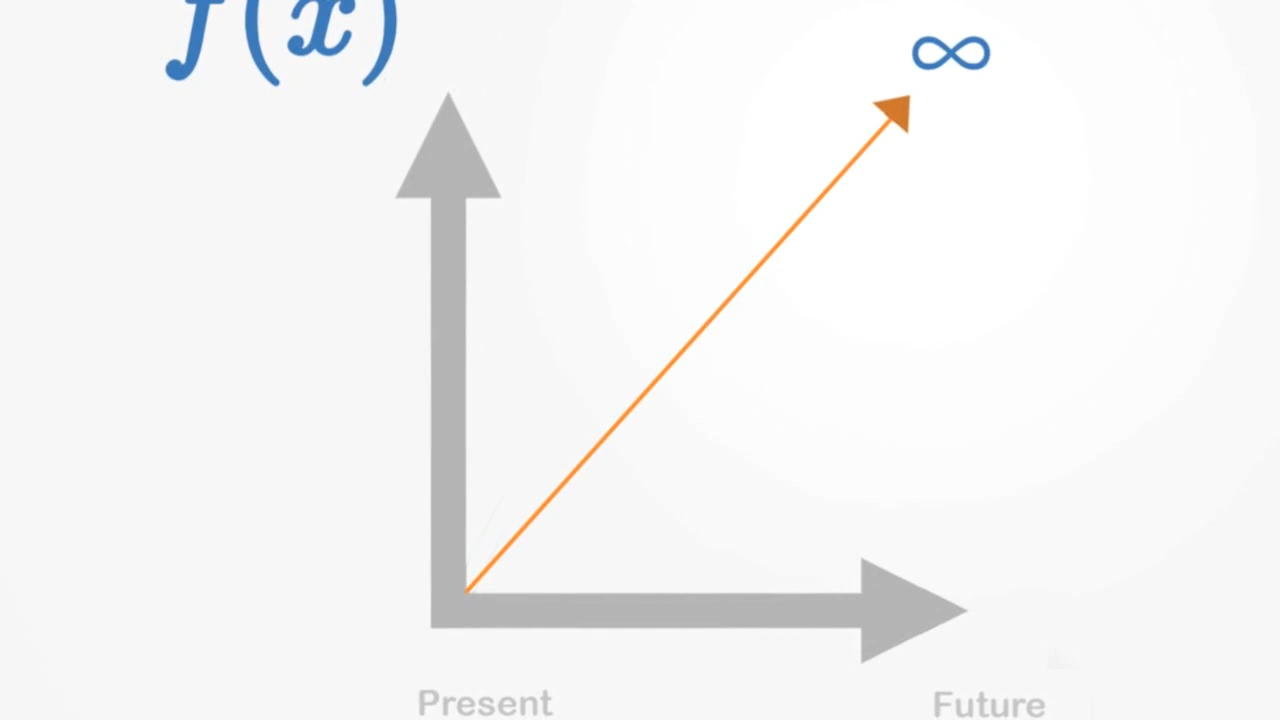 f(x)
∞
Present
Future